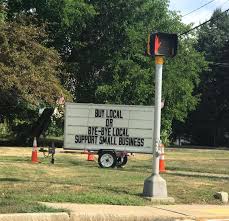 BUY LOCAL
OR
BYE-BYE LOCAL
SUPPORT SMALL BUSINESS